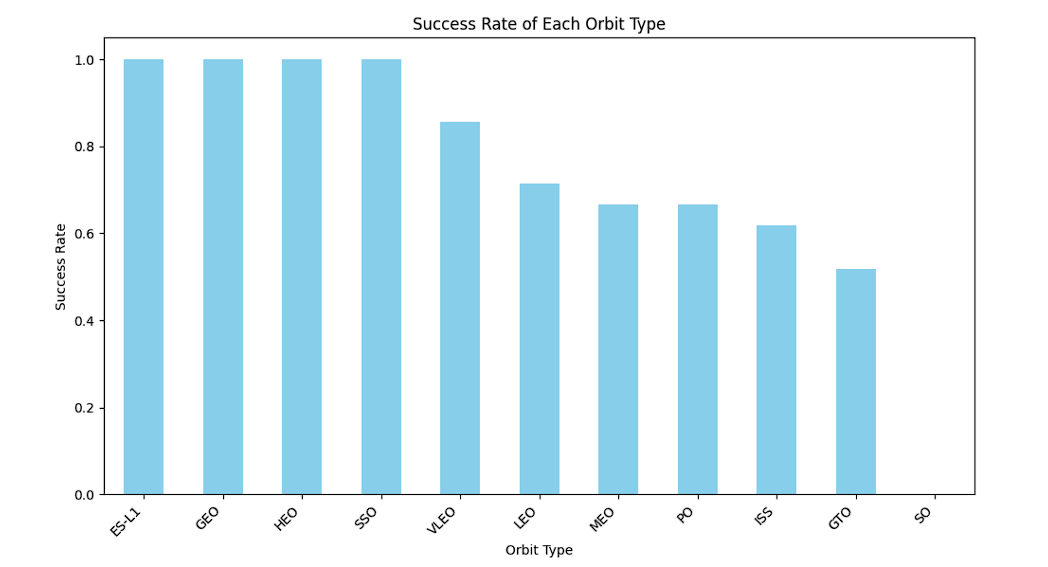 Success Rate of Each Orbit Type
1.0
0.8
0.6
0.4
0.2
0.0
Success Rate
ES-L1
GEO
HEO
SSO
VLEO
LEO
MEO
PO
ISS
GTO
SO
Orbit Type